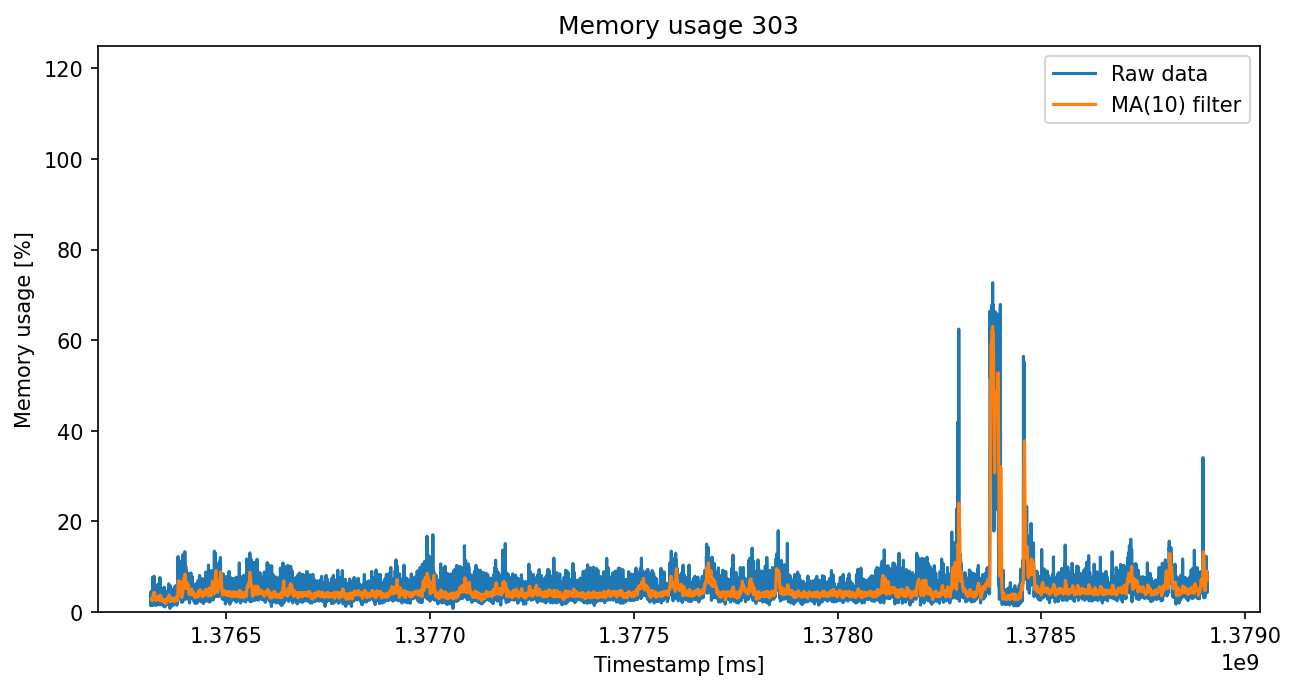 Memory usage 303
Raw data
MA(10) filter
Memory usage [%]
120
100
80
60
40
20
0
1.3765 1.3770 1.3775 1.3780 1.3785 1.3790
1e9
Timestamp [ms]